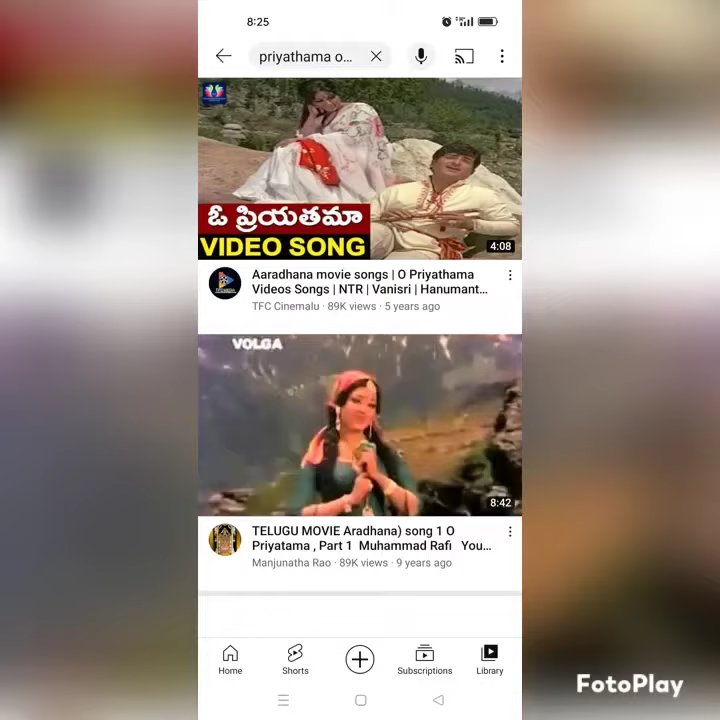 8:25
priyathama o...
ఓ ప్రియతమా
VIDEO SONG
4:08
Aaradhana movie songs | O Priyathama
Videos Songs | NTR | Vanisri | Hanumant...
TFC Cinemalu · 89K views · 5 years ago
VOLGA
8:42
TELUGU MOVIE Aradhana) song 1 O
Priyatama , Part 1 Muhammad Rafi You...
Manjunatha Rao · 89K views · 9 years ago
Home
Shorts
Subscriptions
Library
FotoPlay